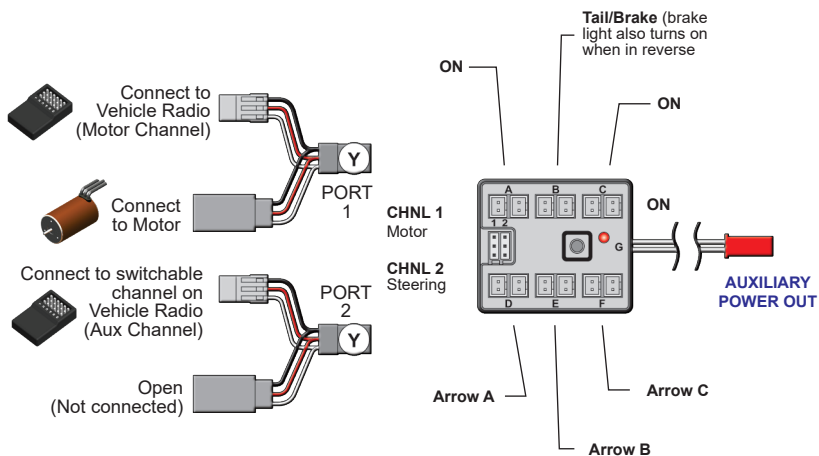 Connect to
Vehicle Radio
(Motor Channel)
Y
PORT
1
Connect
to Motor
Connect to switchable
channel on
Vehicle Radio
(Aux Channel)
PORT
2
Y
Open
(Not connected)
CHNL 1
Motor
CHNL 2
Steering
Tail/Brake (brake
light also turns on
when in reverse
ON
ON
A B C
1 2
ON
G
D E F
AUXILIARY
POWER OUT
Arrow A
Arrow C
Arrow B